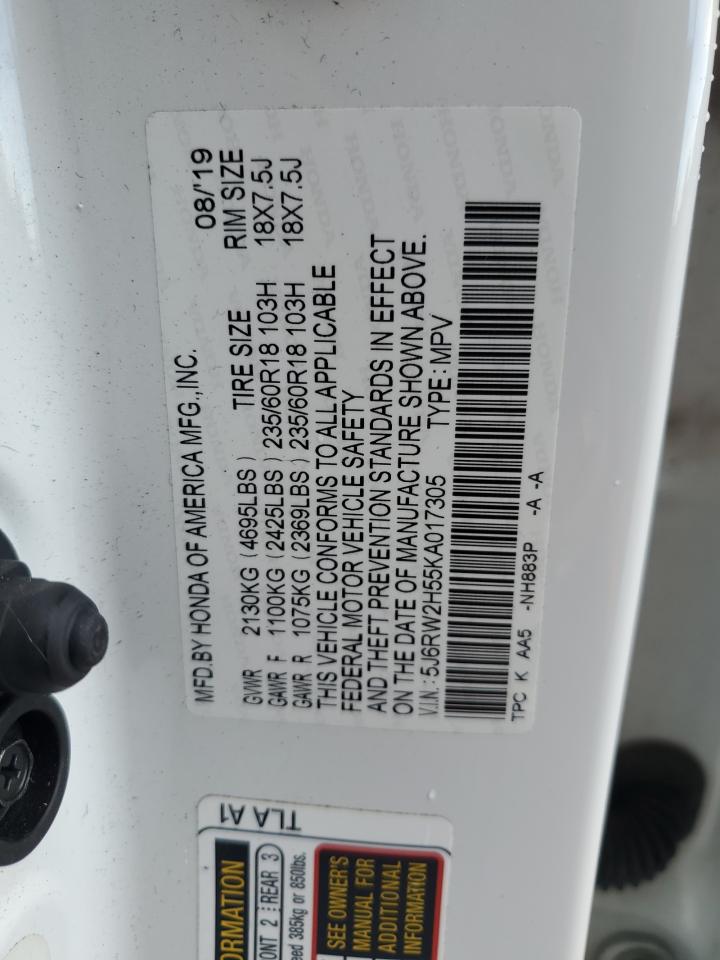 MFD.BY HONDA OF AMERICA MFG.,INC. 08/'19
GVWR 2130KG (4695LBS) TIRE SIZE RIM SIZE
GAWR F 1100KG (2425LBS) 235/60R18 103H 18X7.5J
GAWR R 1075KG (2369LBS) 235/60R18 103H 18X7.5J
THIS VEHICLE CONFORMS TO ALL APPLICABLE
FEDERAL MOTOR VEHICLE SAFETY
AND THEFT PREVENTION STANDARDS IN EFFECT
ON THE DATE OF MANUFACTURE SHOWN ABOVE.
V.I.N.: 5J6RW2H55KA017305 TYPE: MPV
TPC K AA5 -NH883P -A -A
TLA A1
FRONT 2 REAR 3
385kg or 850lbs.
SEE OWNER'S
MANUAL FOR
ADDITIONAL
INFORMATION